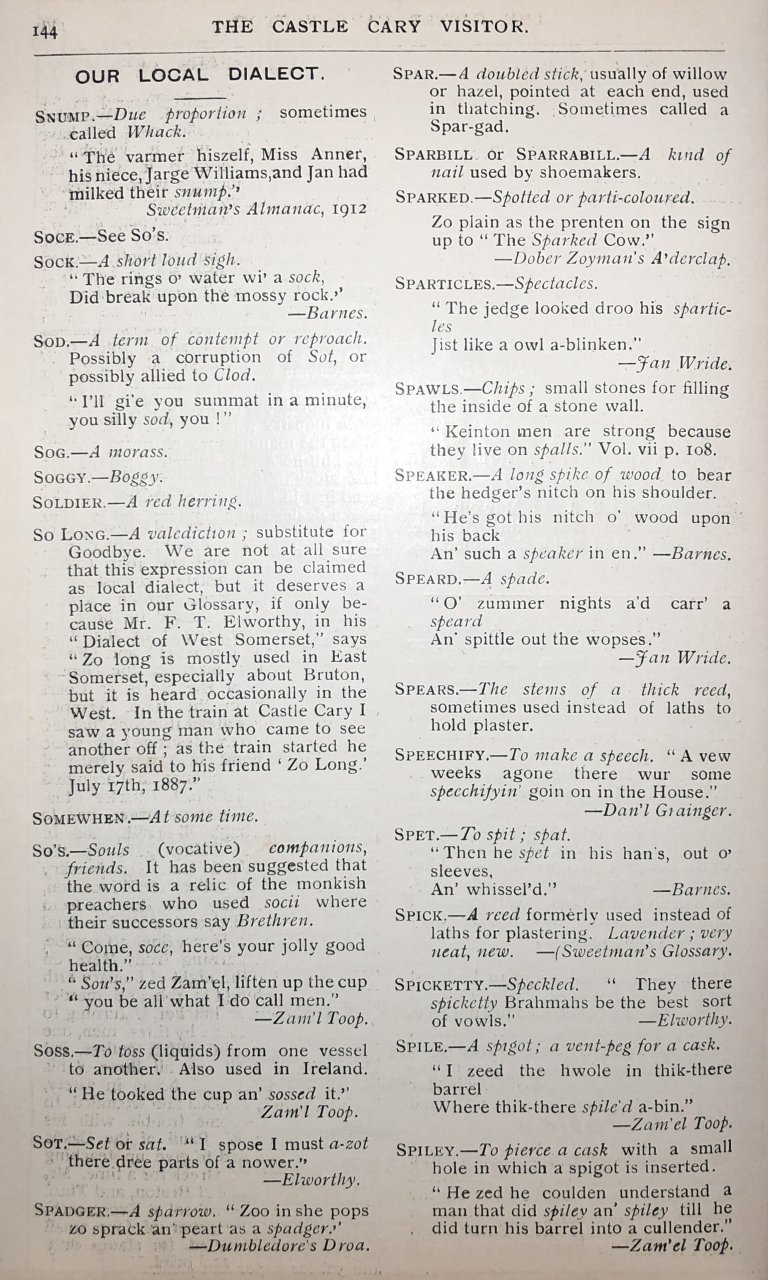 144
THE CASTLE CARY VISITOR.
OUR LOCAL DIALECT.
SNUMP.—Due proportion ; sometimes
called Whack.
“ The varmer hiszelf, Miss Anner,
his niece, Jarge Williams, and Jan had
milked their snump.”
Sweetman's Almanac, 1912
SOCE.—See So's.
SOCK.—A short loud sigh.
“ The rings o' water wi' a sock,
Did break upon the mossy rock.”
—Barnes.
SOD.—A term of contempt or reproach.
Possibly a corruption of Sot, or
possibly allied to Clod.
“ I'll gi'e you summat in a minute,
you silly sod, you ! ”
SOG.—A morass.
SOGGY.—Boggy.
SOLDIER.—A red herring.
SO LONG.—A valediction ; substitute for
Goodbye. We are not at all sure
that this expression can be claimed
as local dialect, but it deserves a
place in our Glossary, if only be-
cause Mr. F. T. Elworthy, in his
“ Dialect of West Somerset,” says
“ Zo long is mostly used in East
Somerset, especially about Bruton,
but it is heard occasionally in the
West. In the train at Castle Cary I
saw a young man who came to see
another off ; as the train started he
merely said to his friend ‘ Zo Long.’
July 17th, 1887.”
SOMEWHEN.—At some time.
SO'S.—Souls (vocative) companions,
friends. It has been suggested that
the word is a relic of the monkish
preachers who used socii where
their successors say Brethren.
“ Come, soce, here's your jolly good
health.”
“ Sou's,” zed Zam'el, liften up the cup
“ you be all what I do call men.”
—Zam'l Toop.
SOSS.—To toss (liquids) from one vessel
to another. Also used in Ireland.
“ He tooked the cup an' sossed it.”
Zam'l Toop.
SOT.—Set or sat. “ I spose I must a-zot
there dree parts of a nower.”
—Elworthy.
SPADGER.—A sparrow. “ Zoo in she pops
zo sprack an' peart as a spadger.”
—Dumbledore's Droa.
SPAR.—A doubled stick, usually of willow
or hazel, pointed at each end, used
in thatching. Sometimes called a
Spar-gad.
SPARBILL or SPARRABILL.—A kind of
nail used by shoemakers.
SPARKED.—Spotted or parti-coloured.
Zo plain as the prenten on the sign
up to “ The Sparked Cow.”
—Dober Zoyman's A'derclap.
SPARTICLES.—Spectacles.
“ The jedge looked droo his spartic-
les
Jist like a owl a-blinken.”
—Jan Wride.
SPAWLS.—Chips ; small stones for filling
the inside of a stone wall.
“ Keinton men are strong because
they live on spalls.” Vol. vii p. 108.
SPEAKER.—A long spike of wood to bear
the hedger's nitch on his shoulder.
“ He's got his nitch o' wood upon
his back
An' such a speaker in en.” —Barnes.
SPEARD.—A spade.
“ O' zummer nights a'd carr' a
speard
An' spittle out the wopses.”
—Jan Wride.
SPEARS.—The stems of a thick reed,
sometimes used instead of laths to
hold plaster.
SPEECHIFY.—To make a speech. “ A vew
weeks agone there wur some
speechifyin' goin on in the House.”
—Dan'l Grainger.
SPET.—To spit ; spat.
“ Then he spet in his han's, out o'
sleeves,
An' whissel'd.” —Barnes.
SPICK.—A reed formerly used instead of
laths for plastering. Lavender ; very
neat, new. —(Sweetman's Glossary.
SPICKETTY.—Speckled. “ They there
spicketty Brahmahs be the best sort
of vowls.” —Elworthy.
SPILE.—A spigot ; a vent-peg for a cask.
“ I zeed the hwole in thik-there
barrel
Where thik-there spile'd a-bin.”
—Zam'el Toop.
SPILEY.—To pierce a cask with a small
hole in which a spigot is inserted.
“ He zed he coulden understand a
man that did spiley an' spiley till he
did turn his barrel into a cullender.”
—Zam'el Toop.